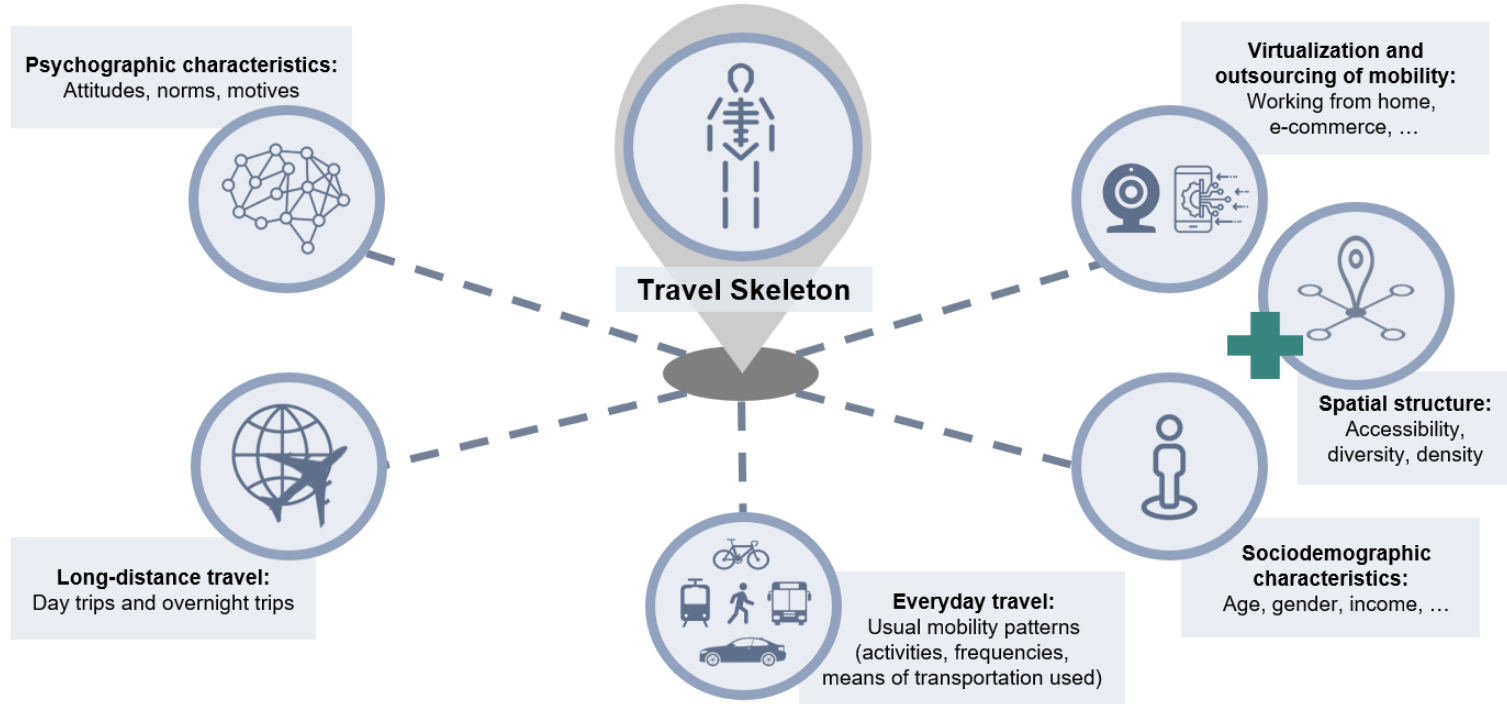 Psychographic characteristics:
Attitudes, norms, motives
Travel Skeleton
Virtualization and
outsourcing of mobility:
Working from home,
e-commerce, …
Spatial structure:
Accessibility,
diversity, density
Long-distance travel:
Day trips and overnight trips
Everyday travel:
Usual mobility patterns
(activities, frequencies,
means of transportation used)
Sociodemographic
characteristics:
Age, gender, income, …